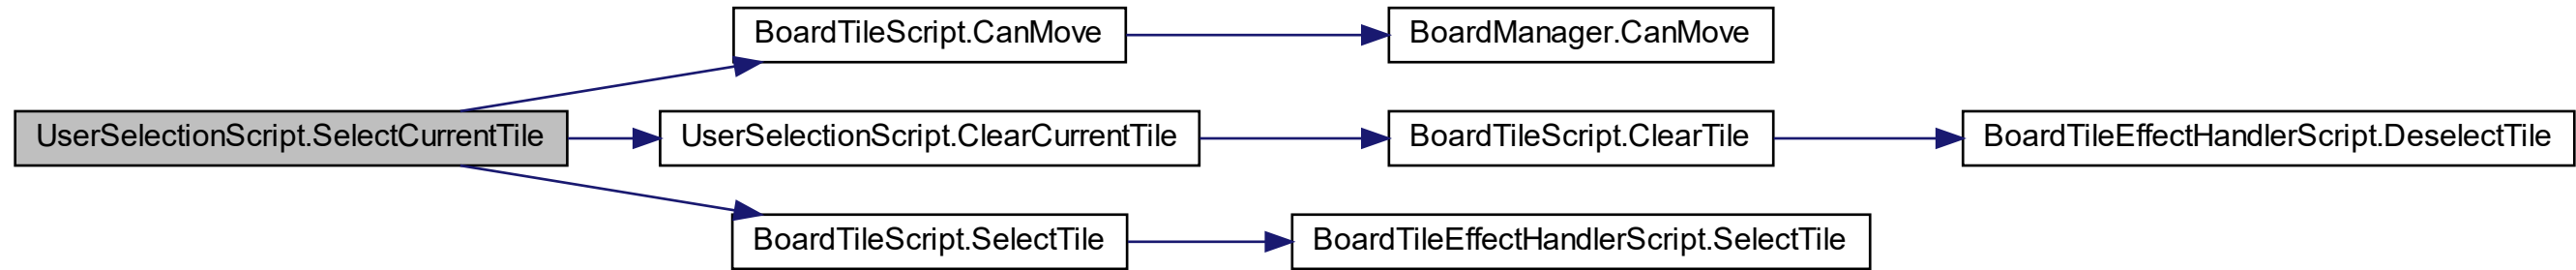 BoardTileScript.CanMove
BoardManager.CanMove
UserSelectionScript.SelectCurrentTile
UserSelectionScript.ClearCurrentTile
BoardTileScript.ClearTile
BoardTileEffectHandlerScript.DeselectTile
BoardTileScript.SelectTile
BoardTileEffectHandlerScript.SelectTile